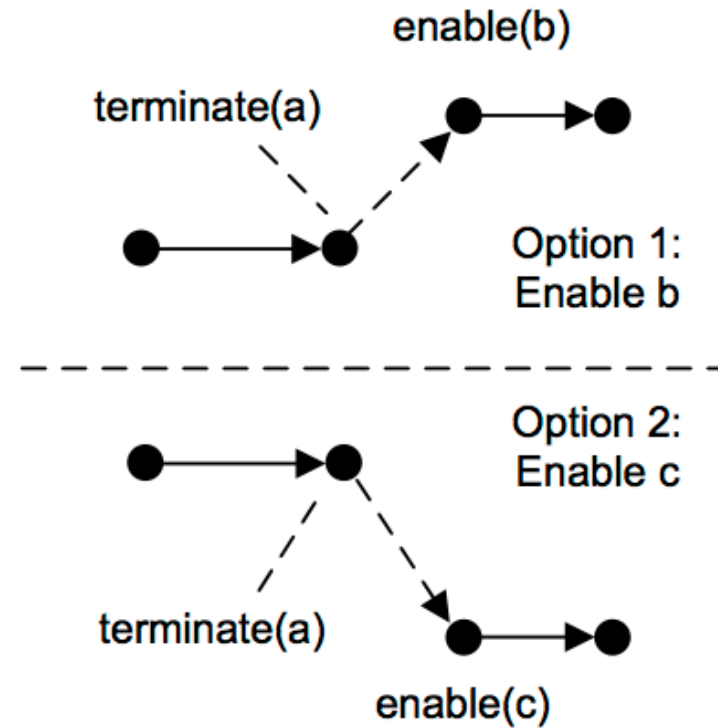 enable(b)
terminate(a)
Option 1:
Enable b
Option 2:
Enable c
terminate(a)
enable(c)